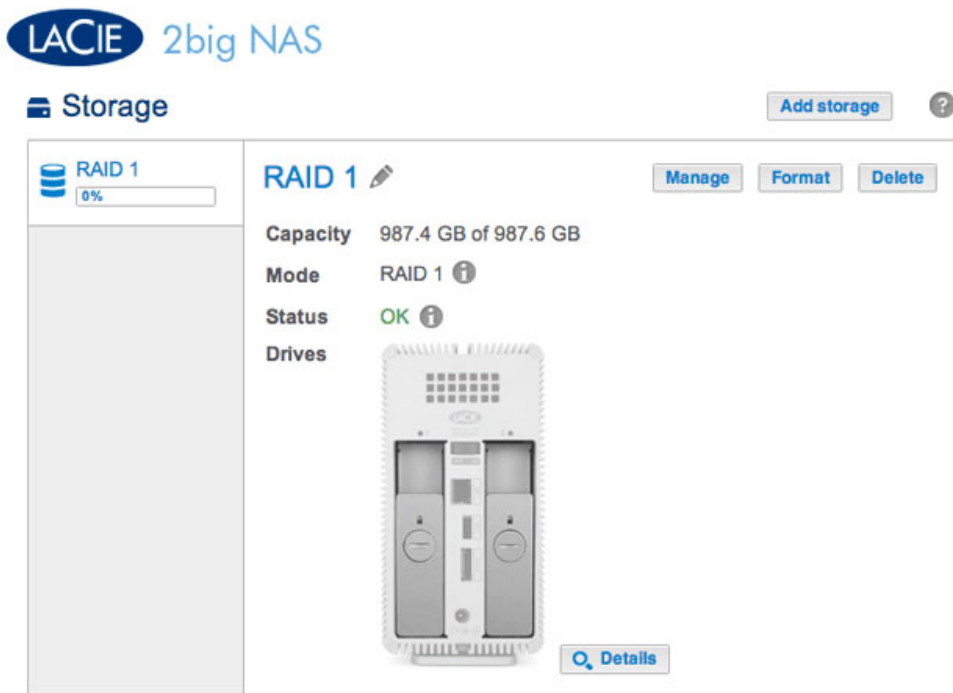 LACIE 2big NAS
Storage
Add storage
?
RAID 1
0%
RAID 1
Manage
Format
Delete
Capacity 987.4 GB of 987.6 GB
Mode RAID 1
Status OK
Drives
LACIE
Details